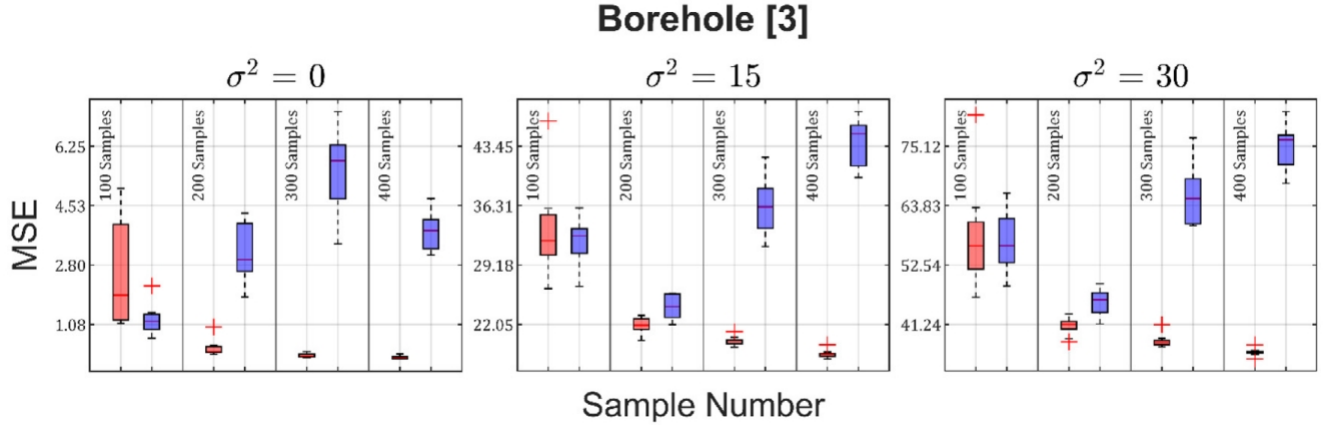 Borehole [3]
σ² = 0
σ² = 15
σ² = 30
MSE
6.25
4.53
2.80
1.08
100 Samples
200 Samples
300 Samples
400 Samples
43.45
36.31
29.18
22.05
100 Samples
200 Samples
300 Samples
400 Samples
75.12
63.83
52.54
41.24
100 Samples
200 Samples
300 Samples
400 Samples
Sample Number